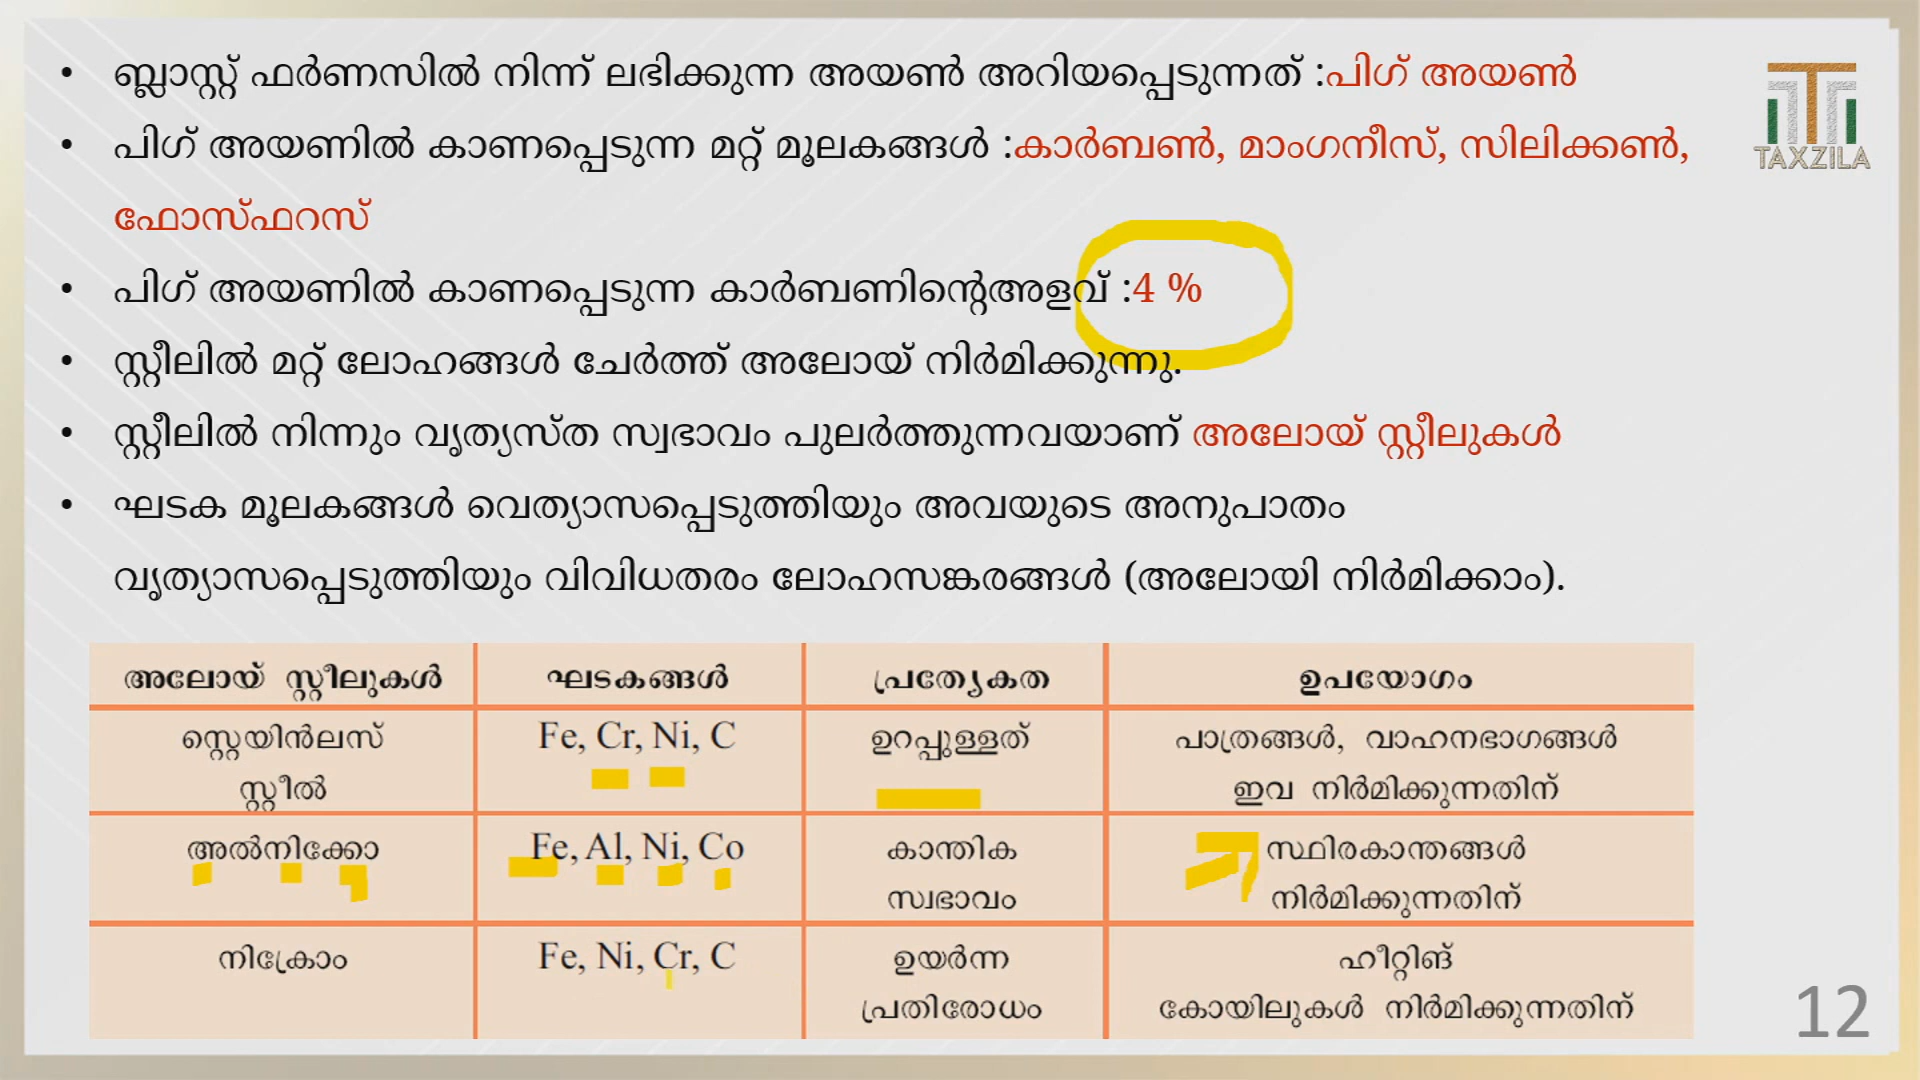 • ബ്ലാസ്റ്റ് ഫർണസിൽ നിന്ന് ലഭിക്കുന്ന അയൺ അറിയപ്പെടുന്നത് :പിഗ് അയൺ
• പിഗ് അയണിൽ കാണപ്പെടുന്ന മറ്റ് മൂലകങ്ങൾ :കാർബൺ, മാംഗനീസ്, സിലിക്കൺ,
ഫോസ്ഫറസ്
• പിഗ് അയണിൽ കാണപ്പെടുന്ന കാർബണിന്റെഅളവ് :4 %
• സ്റ്റീലിൽ മറ്റ് ലോഹങ്ങൾ ചേർത്ത് അലോയ് നിർമിക്കുന്നു.
• സ്റ്റീലിൽ നിന്നും വൃത്യസ്ത സ്വഭാവം പുലർത്തുന്നവയാണ് അലോയ് സ്റ്റീലുകൾ
• ഘടക മൂലകങ്ങൾ വെത്യാസപ്പെടുത്തിയും അവയുടെ അനുപാതം
വൃത്യാസപ്പെടുത്തിയും വിവിധതരം ലോഹസങ്കരങ്ങൾ (അലോയി നിർമിക്കാം).
TAXZILA
അലോയ് സ്റ്റീലുകൾ ഘടകങ്ങൾ പ്രത്യേകത ഉപയോഗം
സ്റ്റെയിൻലസ് Fe, Cr, Ni, C ഉറപ്പുള്ളത് പാത്രങ്ങൾ, വാഹനഭാഗങ്ങൾ
സ്റ്റീൽ ഇവ നിർമിക്കുന്നതിന്
അൽനിക്കോ Fe, Al, Ni, Co കാന്തിക സ്ഥിരകാന്തങ്ങൾ
സ്വഭാവം നിർമിക്കുന്നതിന്
നിക്രോം Fe, Ni, Cr, C ഉയർന്ന ഹീറ്റിങ്
പ്രതിരോധം കോയിലുകൾ നിർമിക്കുന്നതിന്
12